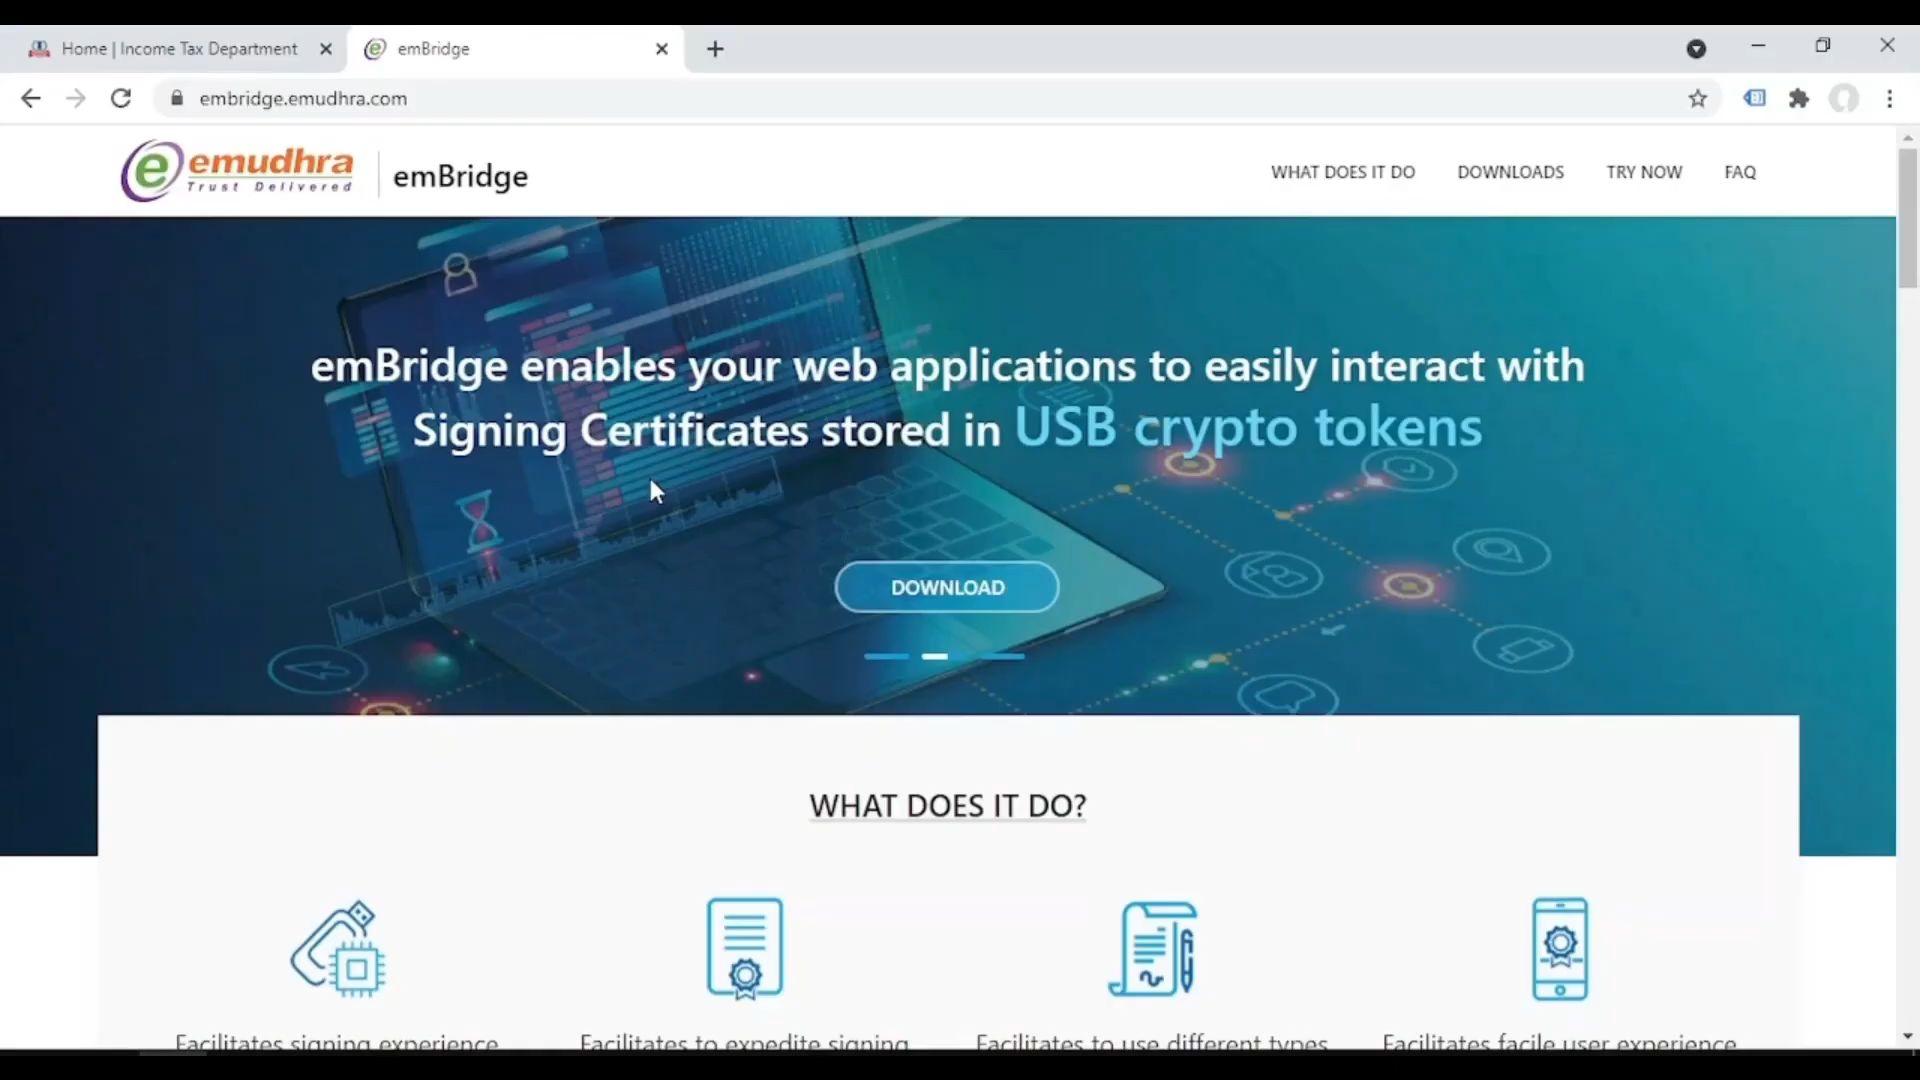 Home | Income Tax Department
emBridge
embridge.emudhra.com
emudhra
Trust Delivered
emBridge
WHAT DOES IT DO
DOWNLOADS
TRY NOW
FAQ
emBridge enables your web applications to easily interact with
Signing Certificates stored in USB crypto tokens
DOWNLOAD
WHAT DOES IT DO?
Facilitates signing experience
Facilitates to expedite signing
Facilitates to use different types
Facilitates facile user experience